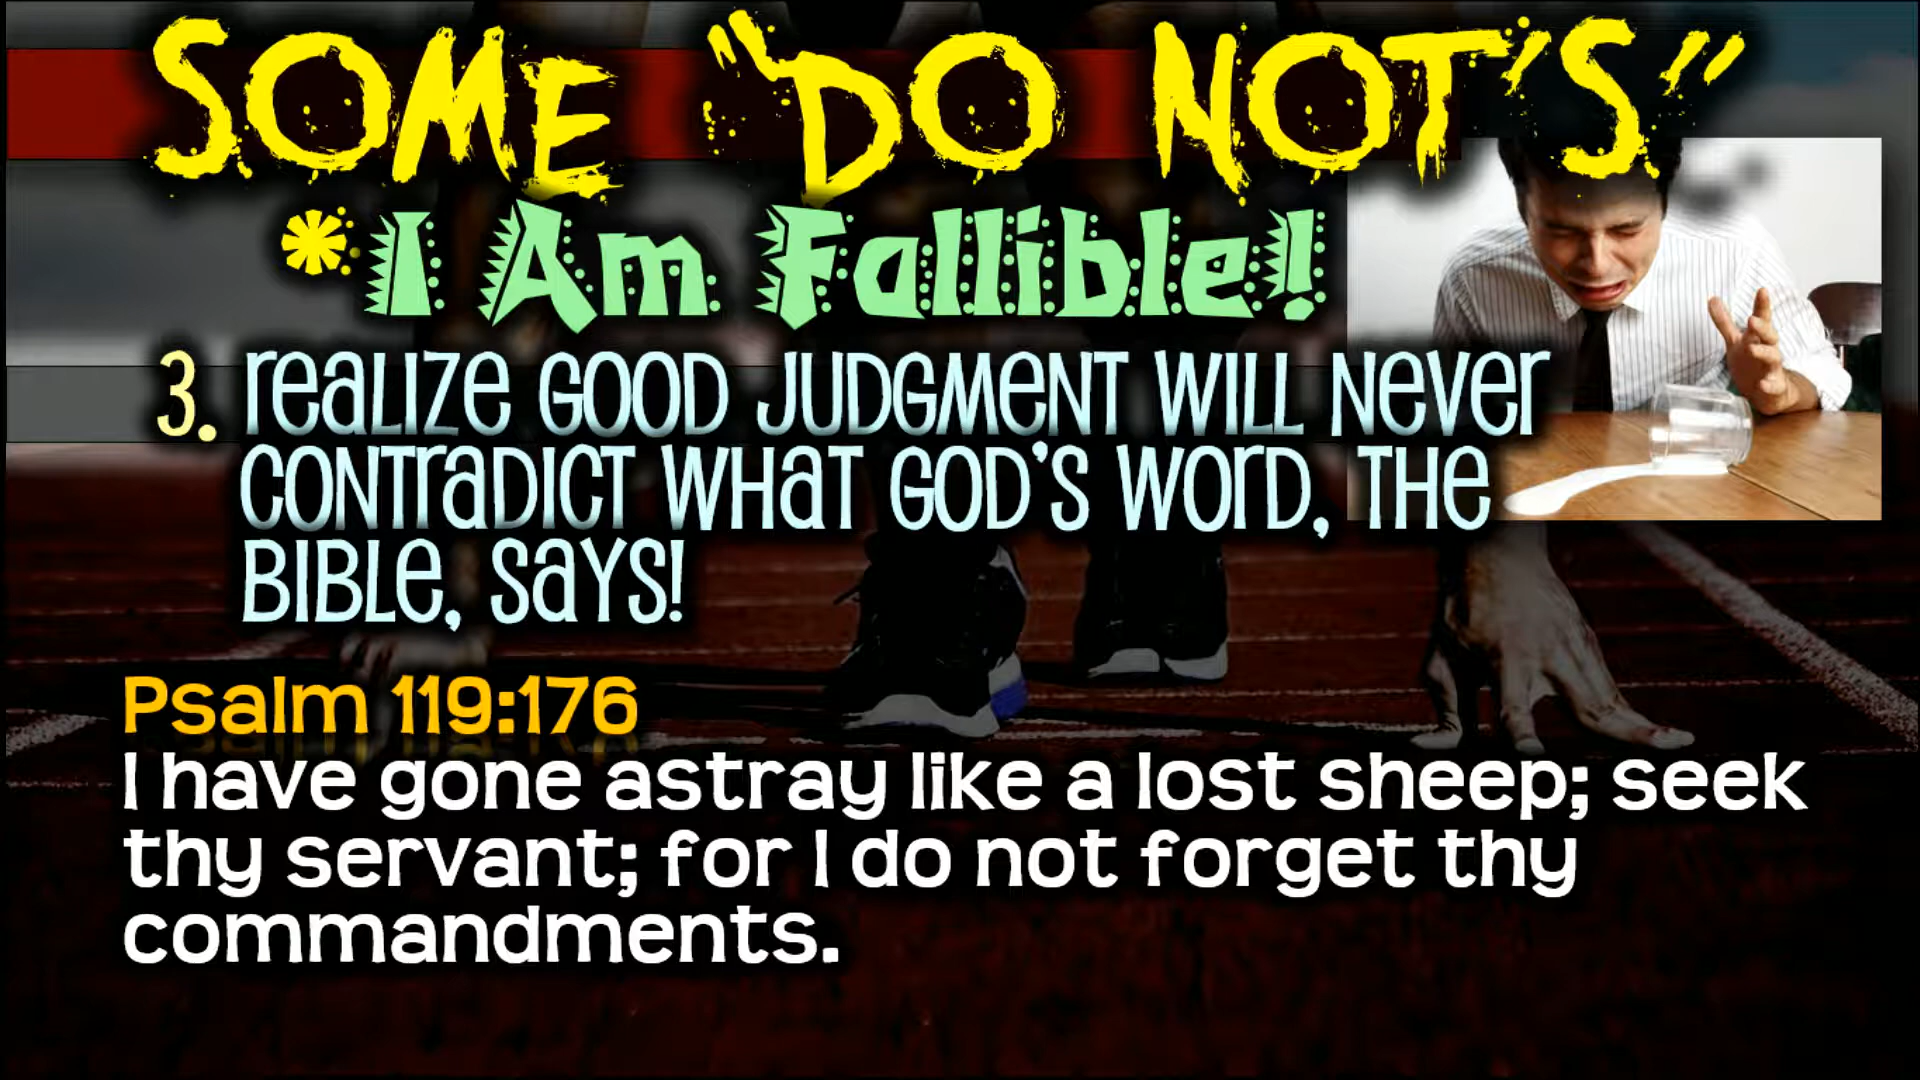 SOME "DO NOT'S"
*I Am Fallible!
3. realize good judgment will never
contradict what God's Word, the
Bible, says!
Psalm 119:176
I have gone astray like a lost sheep; seek
thy servant; for I do not forget thy
commandments.